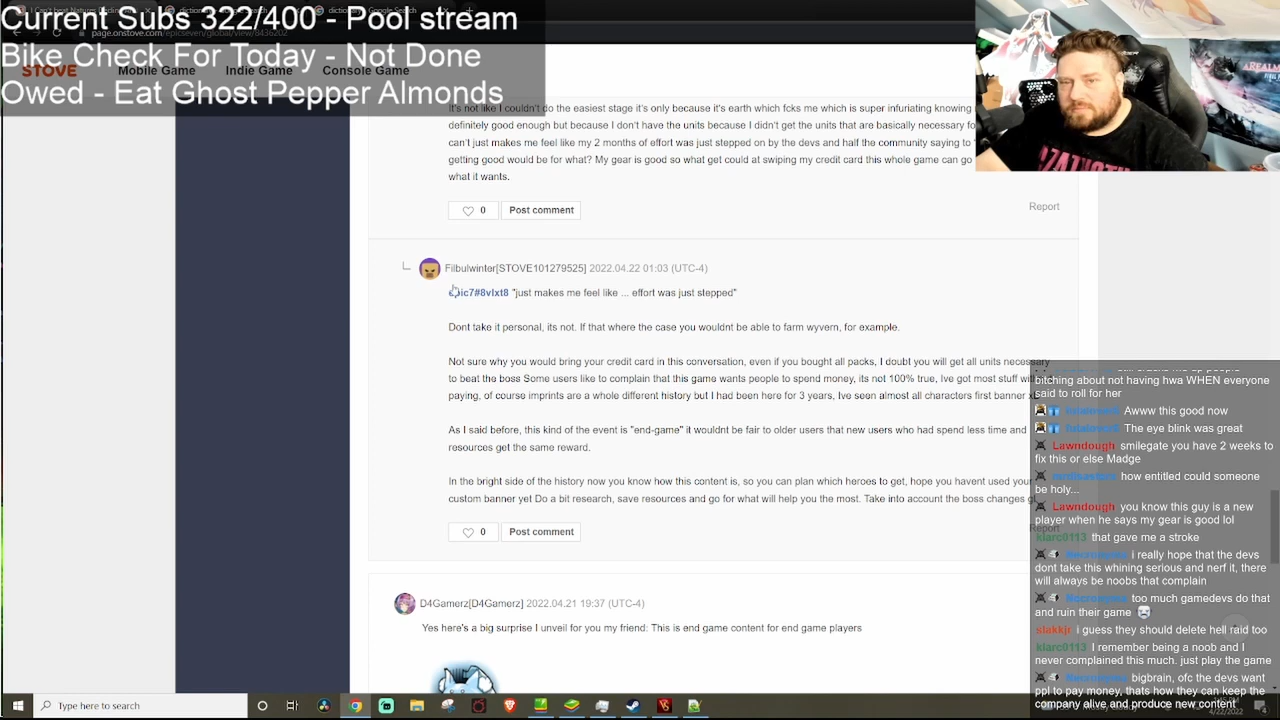 Current Subs 322/400 - Pool stream
Bike Check For Today - Not Done
Owed - Eat Ghost Pepper Almonds
page.onstove.com/epicseven/global/view/8436202
STOVE Mobile Game Indie Game Console Game
It's not like I couldn't do the easiest stage it's only because it's earth which fcks me which is super infuriating knowing
definitely good enough but because I don't have the units because I didn't get the units that are basically necessary fo
can't just makes me feel like my 2 months of effort was just stepped on by the devs and half the community saying to
getting good would be for what? My gear is good so what get could at swiping my credit card this whole game can go
what it wants.
0 Post comment
Report
Filbulwinter[STOVE101279525] 2022.04.22 01:03 (UTC-4)
epic7#8vlxt8 "just makes me feel like ... effort was just stepped"
Dont take it personal, its not. If that where the case you wouldnt be able to farm wyvern, for example.
Not sure why you would bring your credit card in this conversation, even if you bought all packs, I doubt you will get all units necessary
to beat the boss Some users like to complain that this game wants people to spend money, its not 100% true, Ive got most stuff
paying, of course imprints are a whole different history but I had been here for 3 years, Ive seen almost all characters first banner
As I said before, this kind of the event is "end-game" it wouldnt be fair to older users that new users who had spend less time and
resources get the same reward.
In the bright side of the history now you know how this content is, so you can plan which heroes to get, hope you havent used your
custom banner yet Do a bit research, save resources and go for what will help you the most. Take into account the boss changes
0 Post comment
Report
D4Gamerz[D4Gamerz] 2022.04.21 19:37 (UTC-4)
Yes here's a big surprise I unveil for you my friend: This is end game content for end game players
bitching about not having hwa WHEN everyone
said to roll for her
Awww this good now
The eye blink was great
Lawndough smilegate you have 2 weeks to
fix this or else Madge
how entitled could someone
be holy...
Lawndough you know this guy is a new
player when he says my gear is good lol
klarc0113 that gave me a stroke
i really hope that the devs
dont take this whining serious and nerf it, there
will always be noobs that complain
too much gamedevs do that
and ruin their game
slakkjr i guess they should delete hell raid too
klarc0113 I remember being a noob and I
never complained this much. just play the game
bigbrain, ofc the devs want
ppl to pay money, thats how they can keep the
company alive and produce new content
Type here to search
4/22/2022